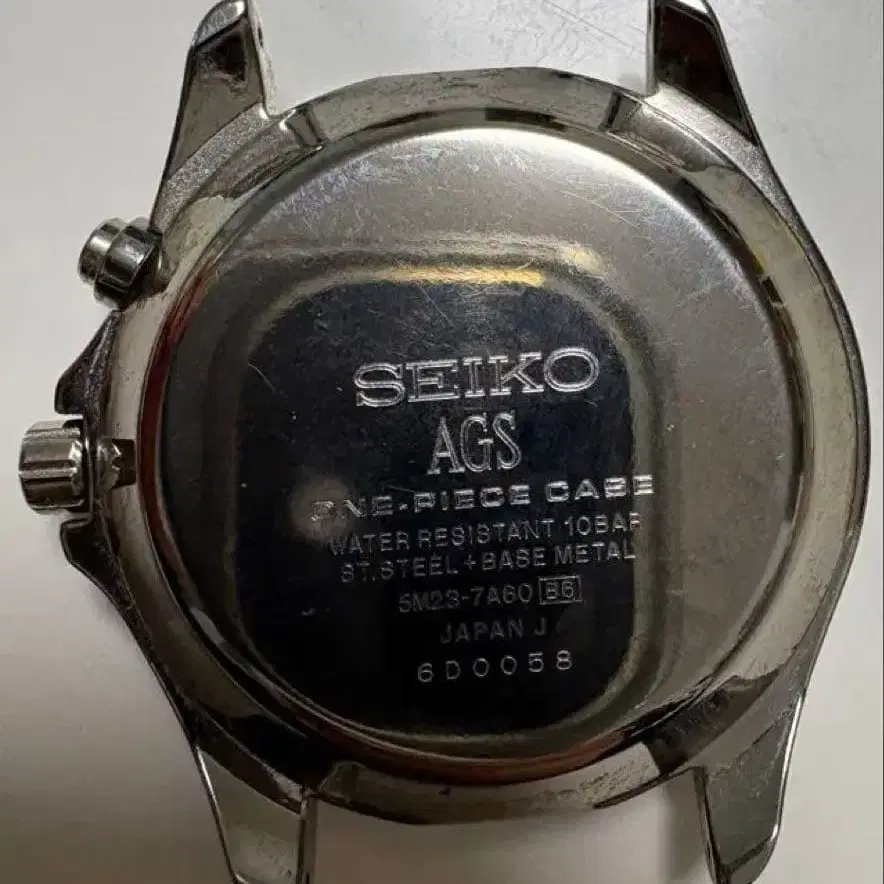 SEIKO
AGS
ONE-PIECE CASE
WATER RESISTANT 10BAR
ST.STEEL + BASE METAL
5M23-7A60 B6
JAPAN J
6D0058